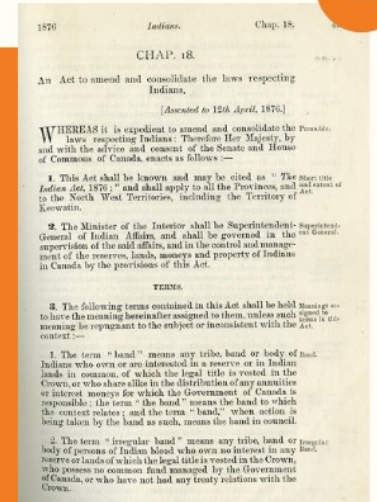 1876 Indians. Chap. 18.
CHAP. 18.
An Act to amend and consolidate the laws respecting
Indians,
[Assented to 12th April, 1876.]
WHEREAS it is expedient to amend and consolidate the Preamble.
laws respecting Indians: Therefore Her Majesty, by
and with the advice and consent of the Senate and House
of Commons of Canada, enacts as follows :—
1. This Act shall be known and may be cited as "The Short title
Indian Act, 1876;" and shall apply to all the Provinces, and and extent of
to the North West Territories, including the Territory of Act.
Keewatin.
2. The Minister of the Interior shall be Superintendent- Superintend-
General of Indian Affairs, and shall be governed in the ent General.
supervision of the said affairs, and in the control and manage-
ment of the reserves, lands, moneys and property of Indians
in Canada by the provisions of this Act.
TERMS.
3. The following terms contained in this Act shall be held Meanings as-
to have the meaning hereinafter assigned to them, unless such signed to
meaning be repugnant to the subject or inconsistent with the terms in this
context :— Act.
1. The term "band" means any tribe, band or body of Band.
Indians who own or are interested in a reserve or in Indian
lands in common, of which the legal title is vested in the
Crown, or who share alike in the distribution of any annuities
or interest moneys for which the Government of Canada is
responsible; the term "the band" means the band to which
the context relates; and the term "band," when action is
being taken by the band as such, means the band in council.
2. The term "irregular band" means any tribe, band or Irregular
body of persons of Indian blood who own no interest in any Band.
reserve or lands of which the legal title is vested in the Crown,
who possess no common fund managed by the Government
of Canada, or who have not had any treaty relations with the
Crown.